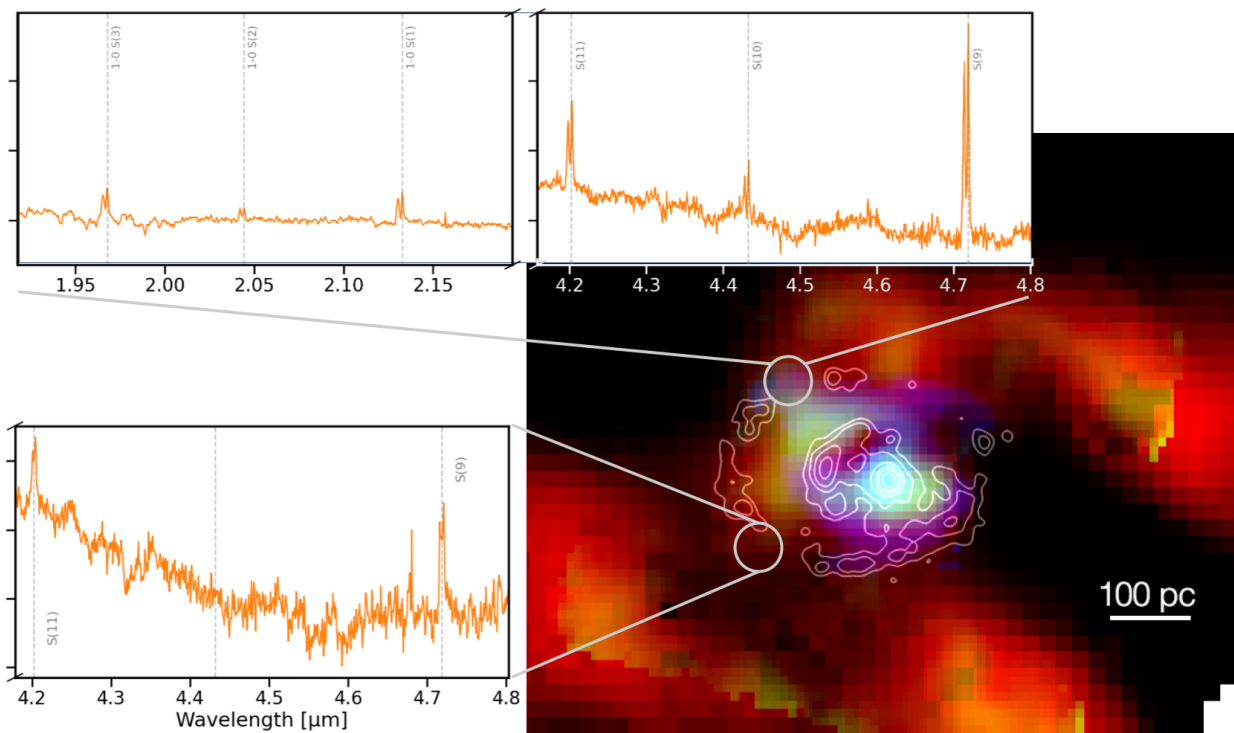 1-0 S(3)
1-0 S(2)
1-0 S(1)
S(11)
S(10)
S(9)
1.95 2.00 2.05 2.10 2.15
4.2 4.3 4.4 4.5 4.6 4.7 4.8
S(11)
S(9)
4.2 4.3 4.4 4.5 4.6 4.7 4.8
Wavelength [μm]
100 pc